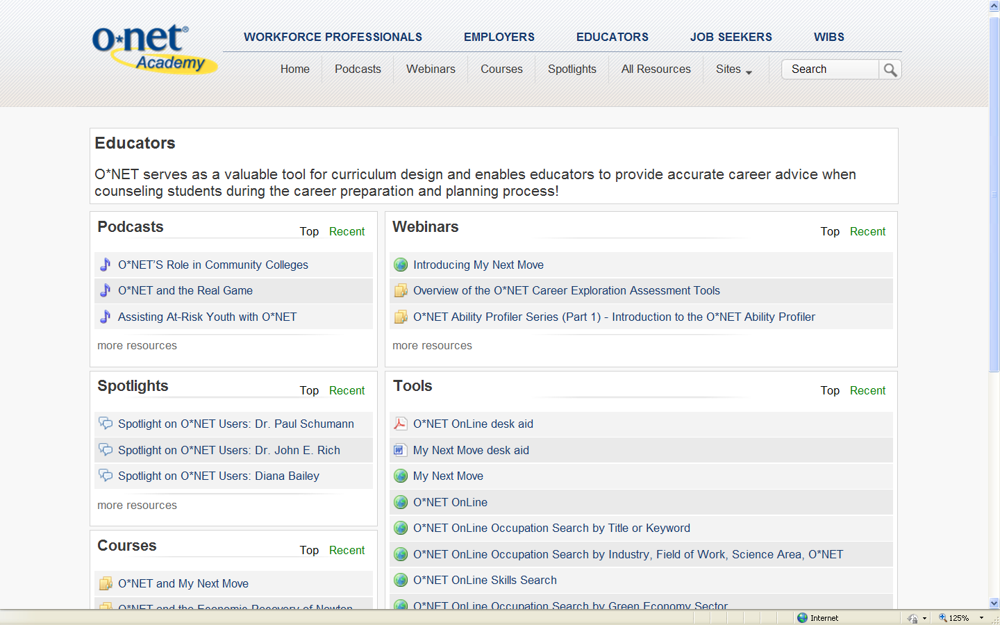 o*net®
Academy
WORKFORCE PROFESSIONALS EMPLOYERS EDUCATORS JOB SEEKERS WIBS
Home Podcasts Webinars Courses Spotlights All Resources Sites Search
Educators
O*NET serves as a valuable tool for curriculum design and enables educators to provide accurate career advice when
counseling students during the career preparation and planning process!
Podcasts Top Recent
O*NET'S Role in Community Colleges
O*NET and the Real Game
Assisting At-Risk Youth with O*NET
more resources
Webinars Top Recent
Introducing My Next Move
Overview of the O*NET Career Exploration Assessment Tools
O*NET Ability Profiler Series (Part 1) - Introduction to the O*NET Ability Profiler
more resources
Spotlights Top Recent
Spotlight on O*NET Users: Dr. Paul Schumann
Spotlight on O*NET Users: Dr. John E. Rich
Spotlight on O*NET Users: Diana Bailey
more resources
Tools Top Recent
O*NET OnLine desk aid
My Next Move desk aid
My Next Move
O*NET OnLine
O*NET OnLine Occupation Search by Title or Keyword
O*NET OnLine Occupation Search by Industry, Field of Work, Science Area, O*NET
O*NET OnLine Skills Search
O*NET OnLine Occupation Search by Green Economy Sector
Courses Top Recent
O*NET and My Next Move
O*NET and the Economic Recovery of Newton
Internet 125%